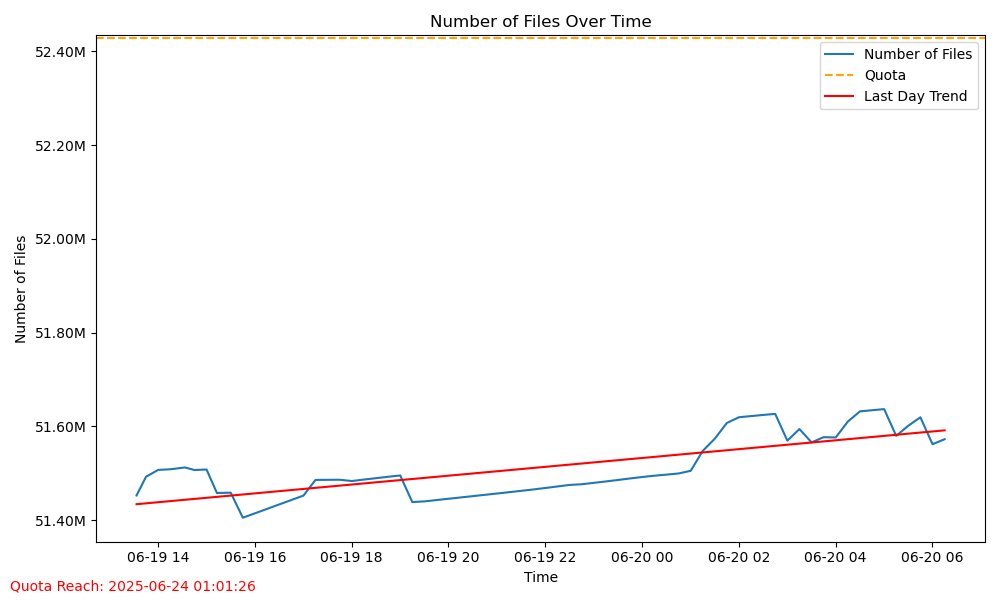 Number of Files Over Time
52.40M
52.20M
52.00M
51.80M
51.60M
51.40M
Number of Files
Number of Files
Quota
Last Day Trend
06-19 14
06-19 16
06-19 18
06-19 20
06-19 22
06-20 00
06-20 02
06-20 04
06-20 06
Time
Quota Reach: 2025-06-24 01:01:26